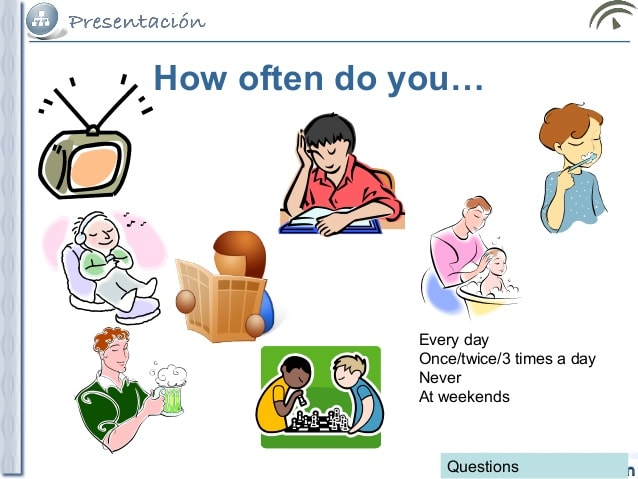 Presentación
How often do you…
Every day
Once/twice/3 times a day
Never
At weekends
Questions